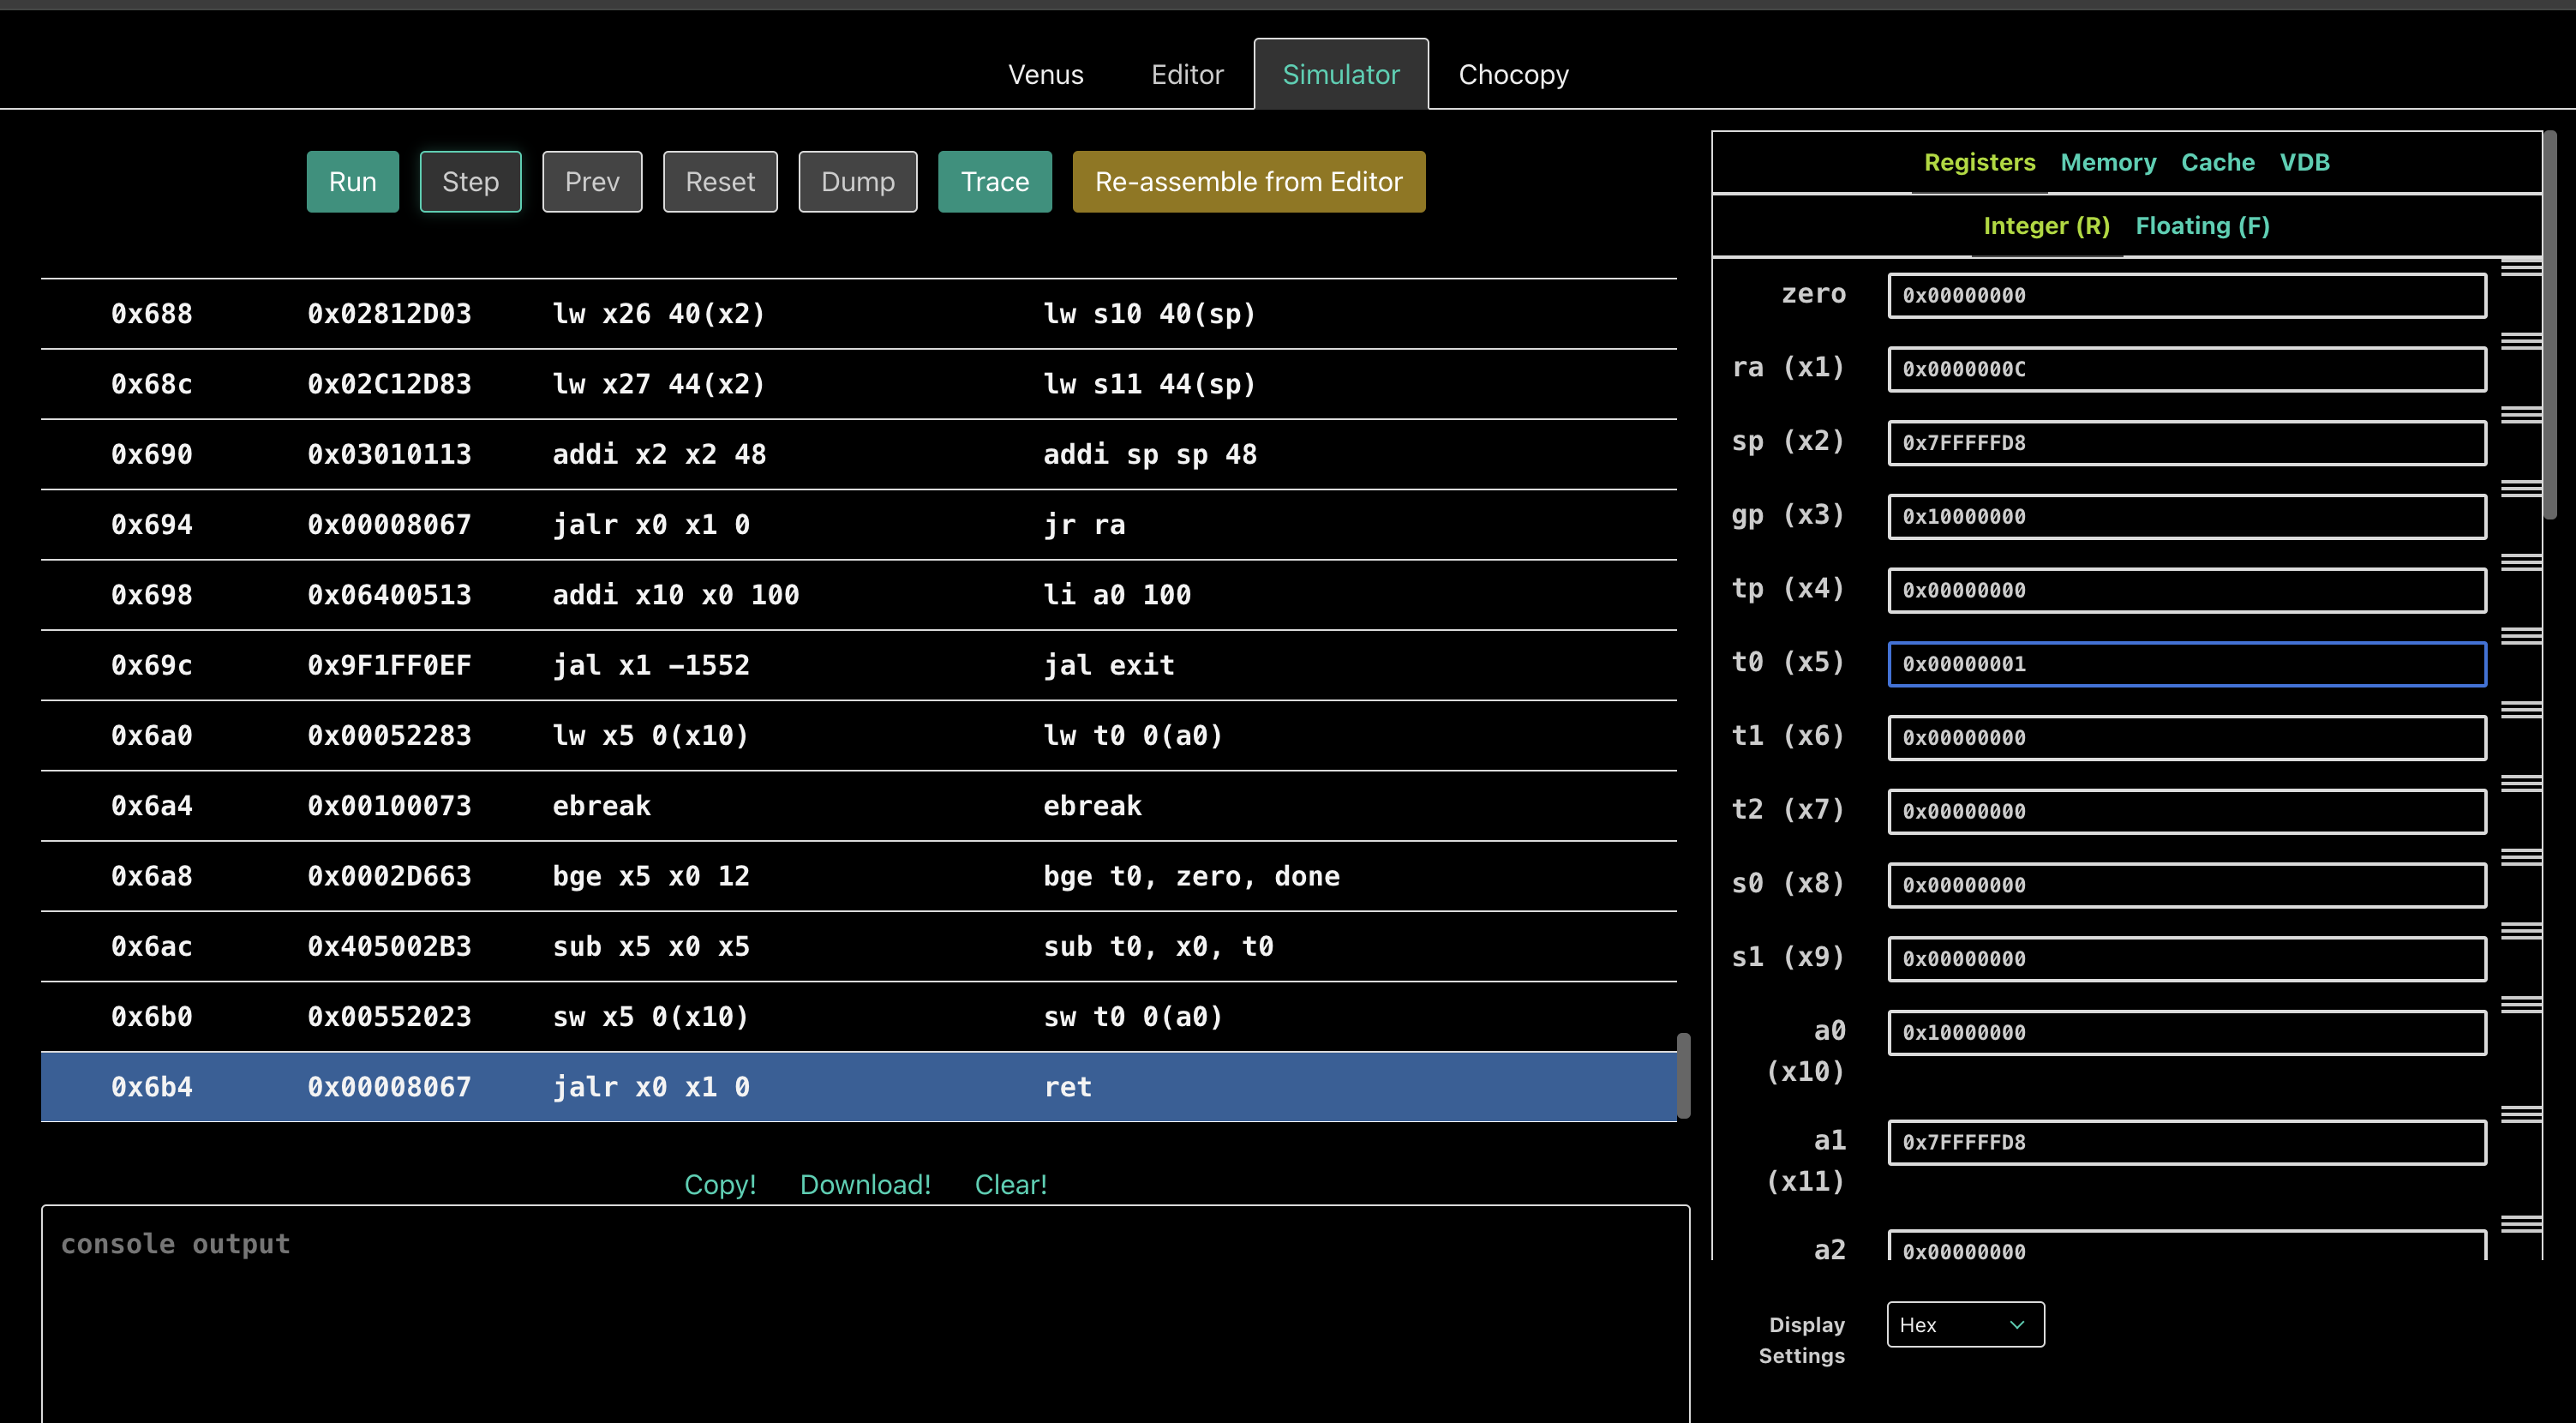 Venus Editor Simulator Chocopy
Run Step Prev Reset Dump Trace Re-assemble from Editor
0x688 0x02812D03 lw x26 40(x2) lw s10 40(sp)
0x68c 0x02C12D83 lw x27 44(x2) lw s11 44(sp)
0x690 0x03010113 addi x2 x2 48 addi sp sp 48
0x694 0x00008067 jalr x0 x1 0 jr ra
0x698 0x06400513 addi x10 x0 100 li a0 100
0x69c 0x9F1FF0EF jal x1 −1552 jal exit
0x6a0 0x00052283 lw x5 0(x10) lw t0 0(a0)
0x6a4 0x00100073 ebreak ebreak
0x6a8 0x0002D663 bge x5 x0 12 bge t0, zero, done
0x6ac 0x405002B3 sub x5 x0 x5 sub t0, x0, t0
0x6b0 0x00552023 sw x5 0(x10) sw t0 0(a0)
0x6b4 0x00008067 jalr x0 x1 0 ret
Copy! Download! Clear!
console output
Registers Memory Cache VDB
Integer (R) Floating (F)
zero 0x00000000
ra (x1) 0x0000000C
sp (x2) 0x7FFFFFD8
gp (x3) 0x10000000
tp (x4) 0x00000000
t0 (x5) 0x00000001
t1 (x6) 0x00000000
t2 (x7) 0x00000000
s0 (x8) 0x00000000
s1 (x9) 0x00000000
a0 0x10000000
(x10)
a1 0x7FFFFFD8
(x11)
a2 0x00000000
Display Hex
Settings